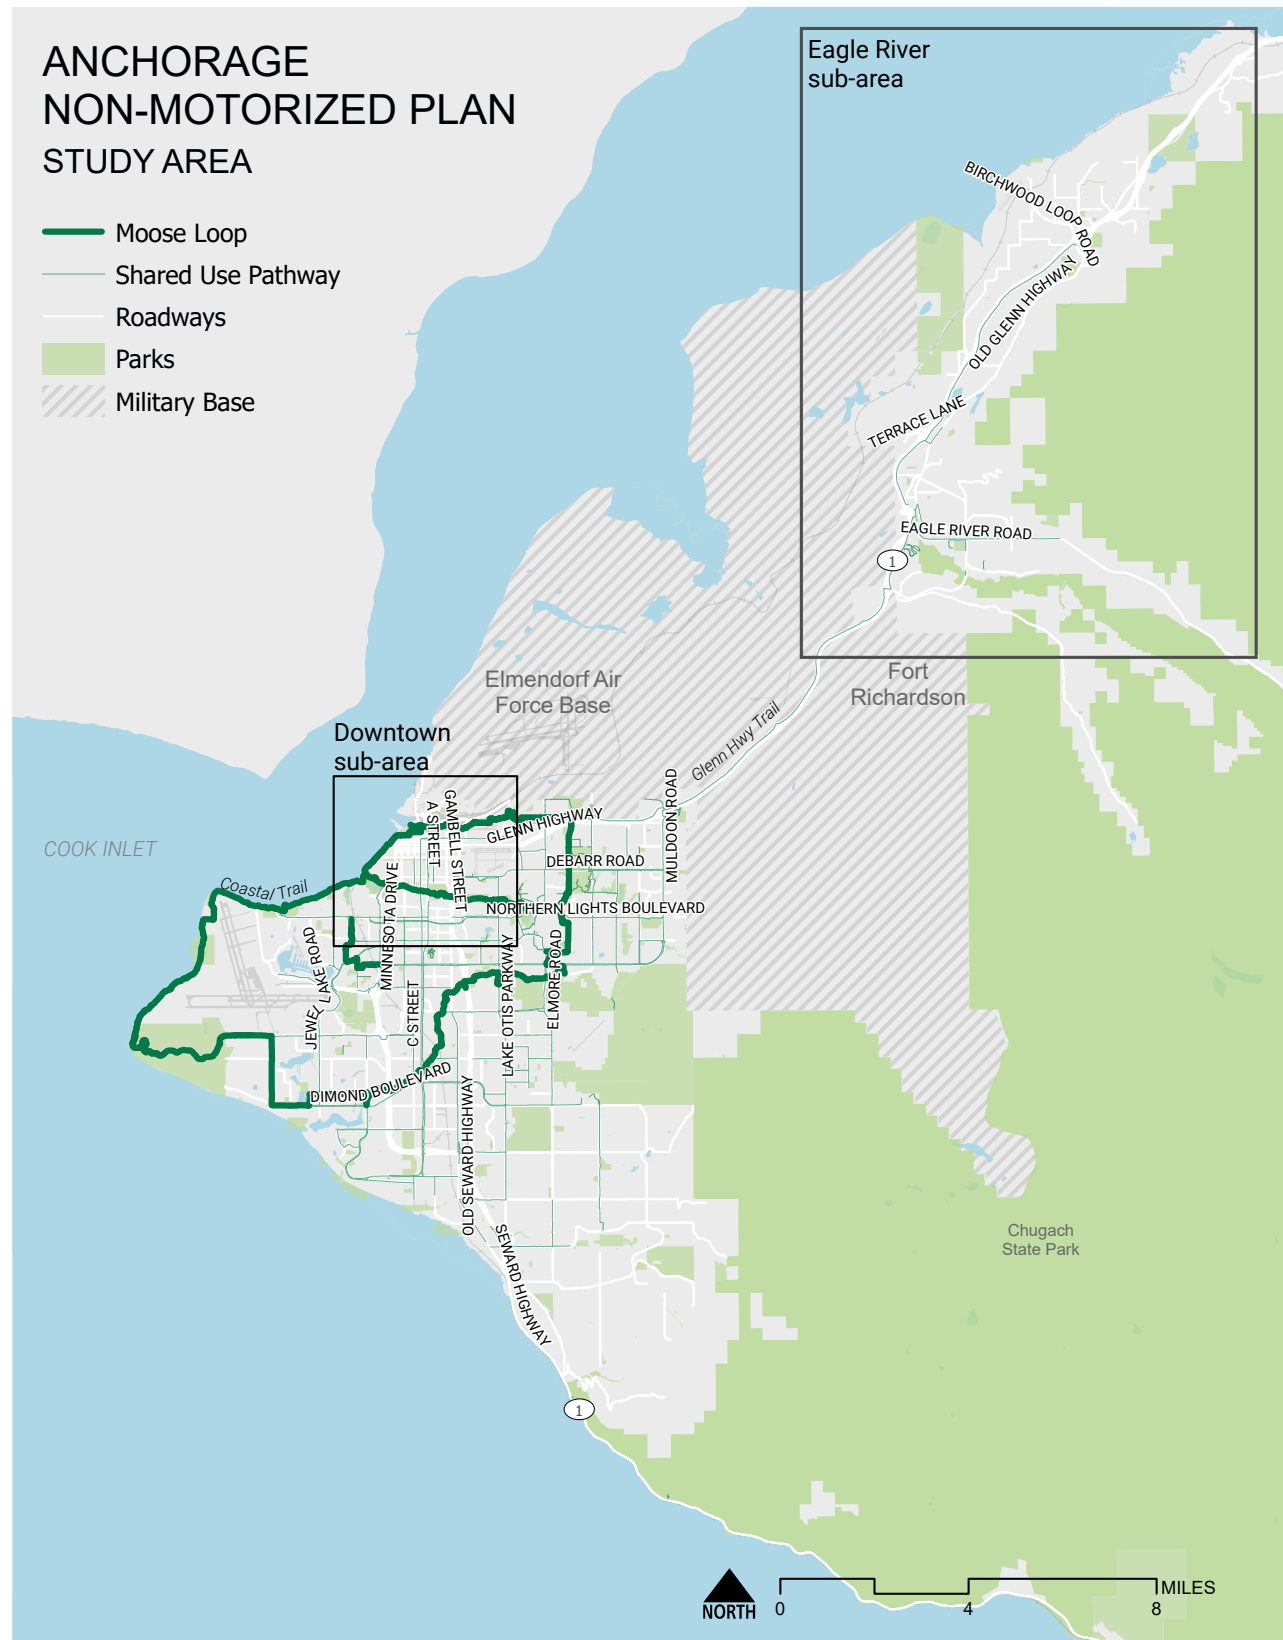 ANCHORAGE
NON-MOTORIZED PLAN
STUDY AREA
Moose Loop
Shared Use Pathway
Roadways
Parks
Military Base
Eagle River
sub-area
BIRCHWOOD LOOP ROAD
OLD GLENN HIGHWAY
TERRACE LANE
EAGLE RIVER ROAD
1
Fort
Richardson
Elmendorf Air
Force Base
Glenn Hwy Trail
Downtown
sub-area
MULDOON ROAD
GAMBELL STREET
A STREET
GLENN HIGHWAY
DEBARR ROAD
COOK INLET
Coastal Trail
MINNESOTA DRIVE
NORTHERN LIGHTS BOULEVARD
JEWEL LAKE ROAD
LAKE OTIS PARKWAY
ELMORE ROAD
C STREET
DIMOND BOULEVARD
OLD SEWARD HIGHWAY
SEWARD HIGHWAY
Chugach
State Park
1
NORTH
0 4 8 MILES